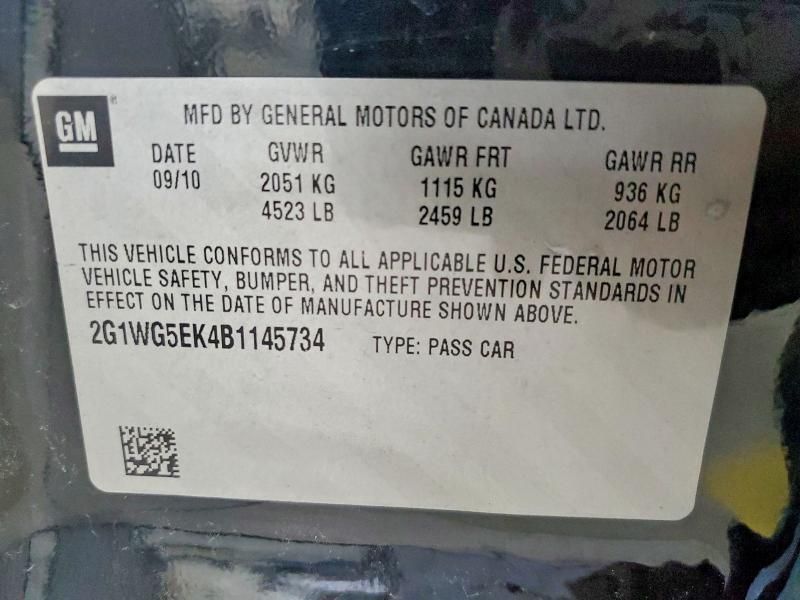 GM
MFD BY GENERAL MOTORS OF CANADA LTD.
DATE GVWR GAWR FRT GAWR RR
09/10 2051 KG 1115 KG 936 KG
4523 LB 2459 LB 2064 LB
THIS VEHICLE CONFORMS TO ALL APPLICABLE U.S. FEDERAL MOTOR
VEHICLE SAFETY, BUMPER, AND THEFT PREVENTION STANDARDS IN
EFFECT ON THE DATE OF MANUFACTURE SHOWN ABOVE.
2G1WG5EK4B1145734 TYPE: PASS CAR